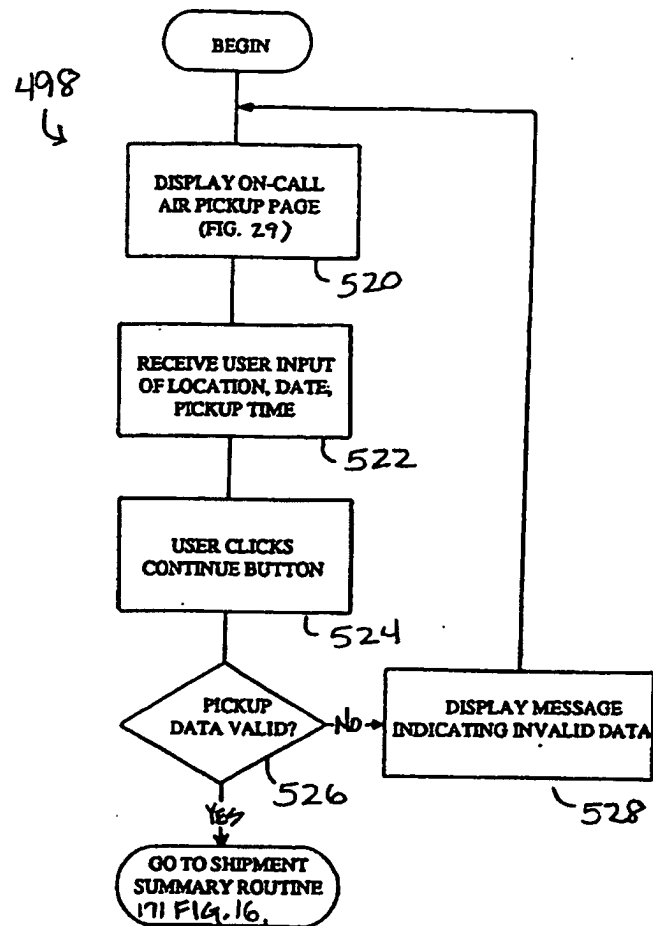 BEGIN
498
DISPLAY ON-CALL
AIR PICKUP PAGE
(FIG. 29)
520
RECEIVE USER INPUT
OF LOCATION, DATE,
PICKUP TIME
522
USER CLICKS
CONTINUE BUTTON
524
PICKUP
DATA VALID?
NO
DISPLAY MESSAGE
INDICATING INVALID DATA
526
528
YES
GO TO SHIPMENT
SUMMARY ROUTINE
171 FIG. 16.